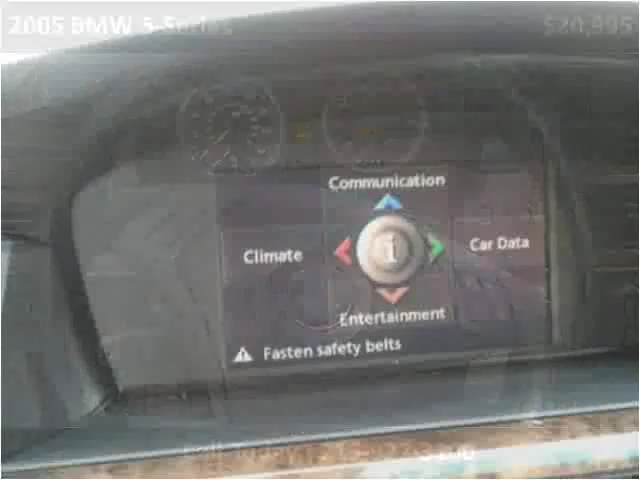 2005 BMW 5-Series $20,995
Communication
Climate
i
Car Data
Entertainment
Fasten safety belts